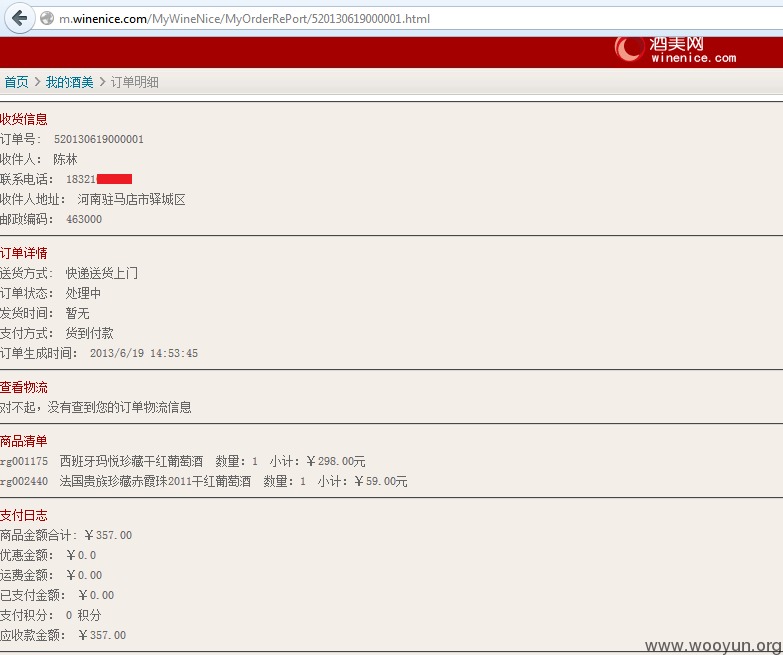 m.winenice.com/MyWineNice/MyOrderRePort/520130619000001.html
酒美网
winenice.com
首页 > 我的酒美 > 订单明细
收货信息
订单号: 520130619000001
收件人: 陈林
联系电话: 18321
收件人地址: 河南驻马店市驿城区
邮政编码: 463000
订单详情
送货方式: 快递送货上门
订单状态: 处理中
发货时间: 暂无
支付方式: 货到付款
订单生成时间: 2013/6/19 14:53:45
查看物流
对不起，没有查到您的订单物流信息
商品清单
rg001175 西班牙玛悦珍藏干红葡萄酒 数量: 1 小计: ￥298.00元
rg002440 法国贵族珍藏赤霞珠2011干红葡萄酒 数量: 1 小计: ￥59.00元
支付日志
商品金额合计: ￥357.00
优惠金额: ￥0.0
运费金额: ￥0.00
已支付金额: ￥0.00
支付积分: 0 积分
应收款金额: ￥357.00
www.wooyun.org